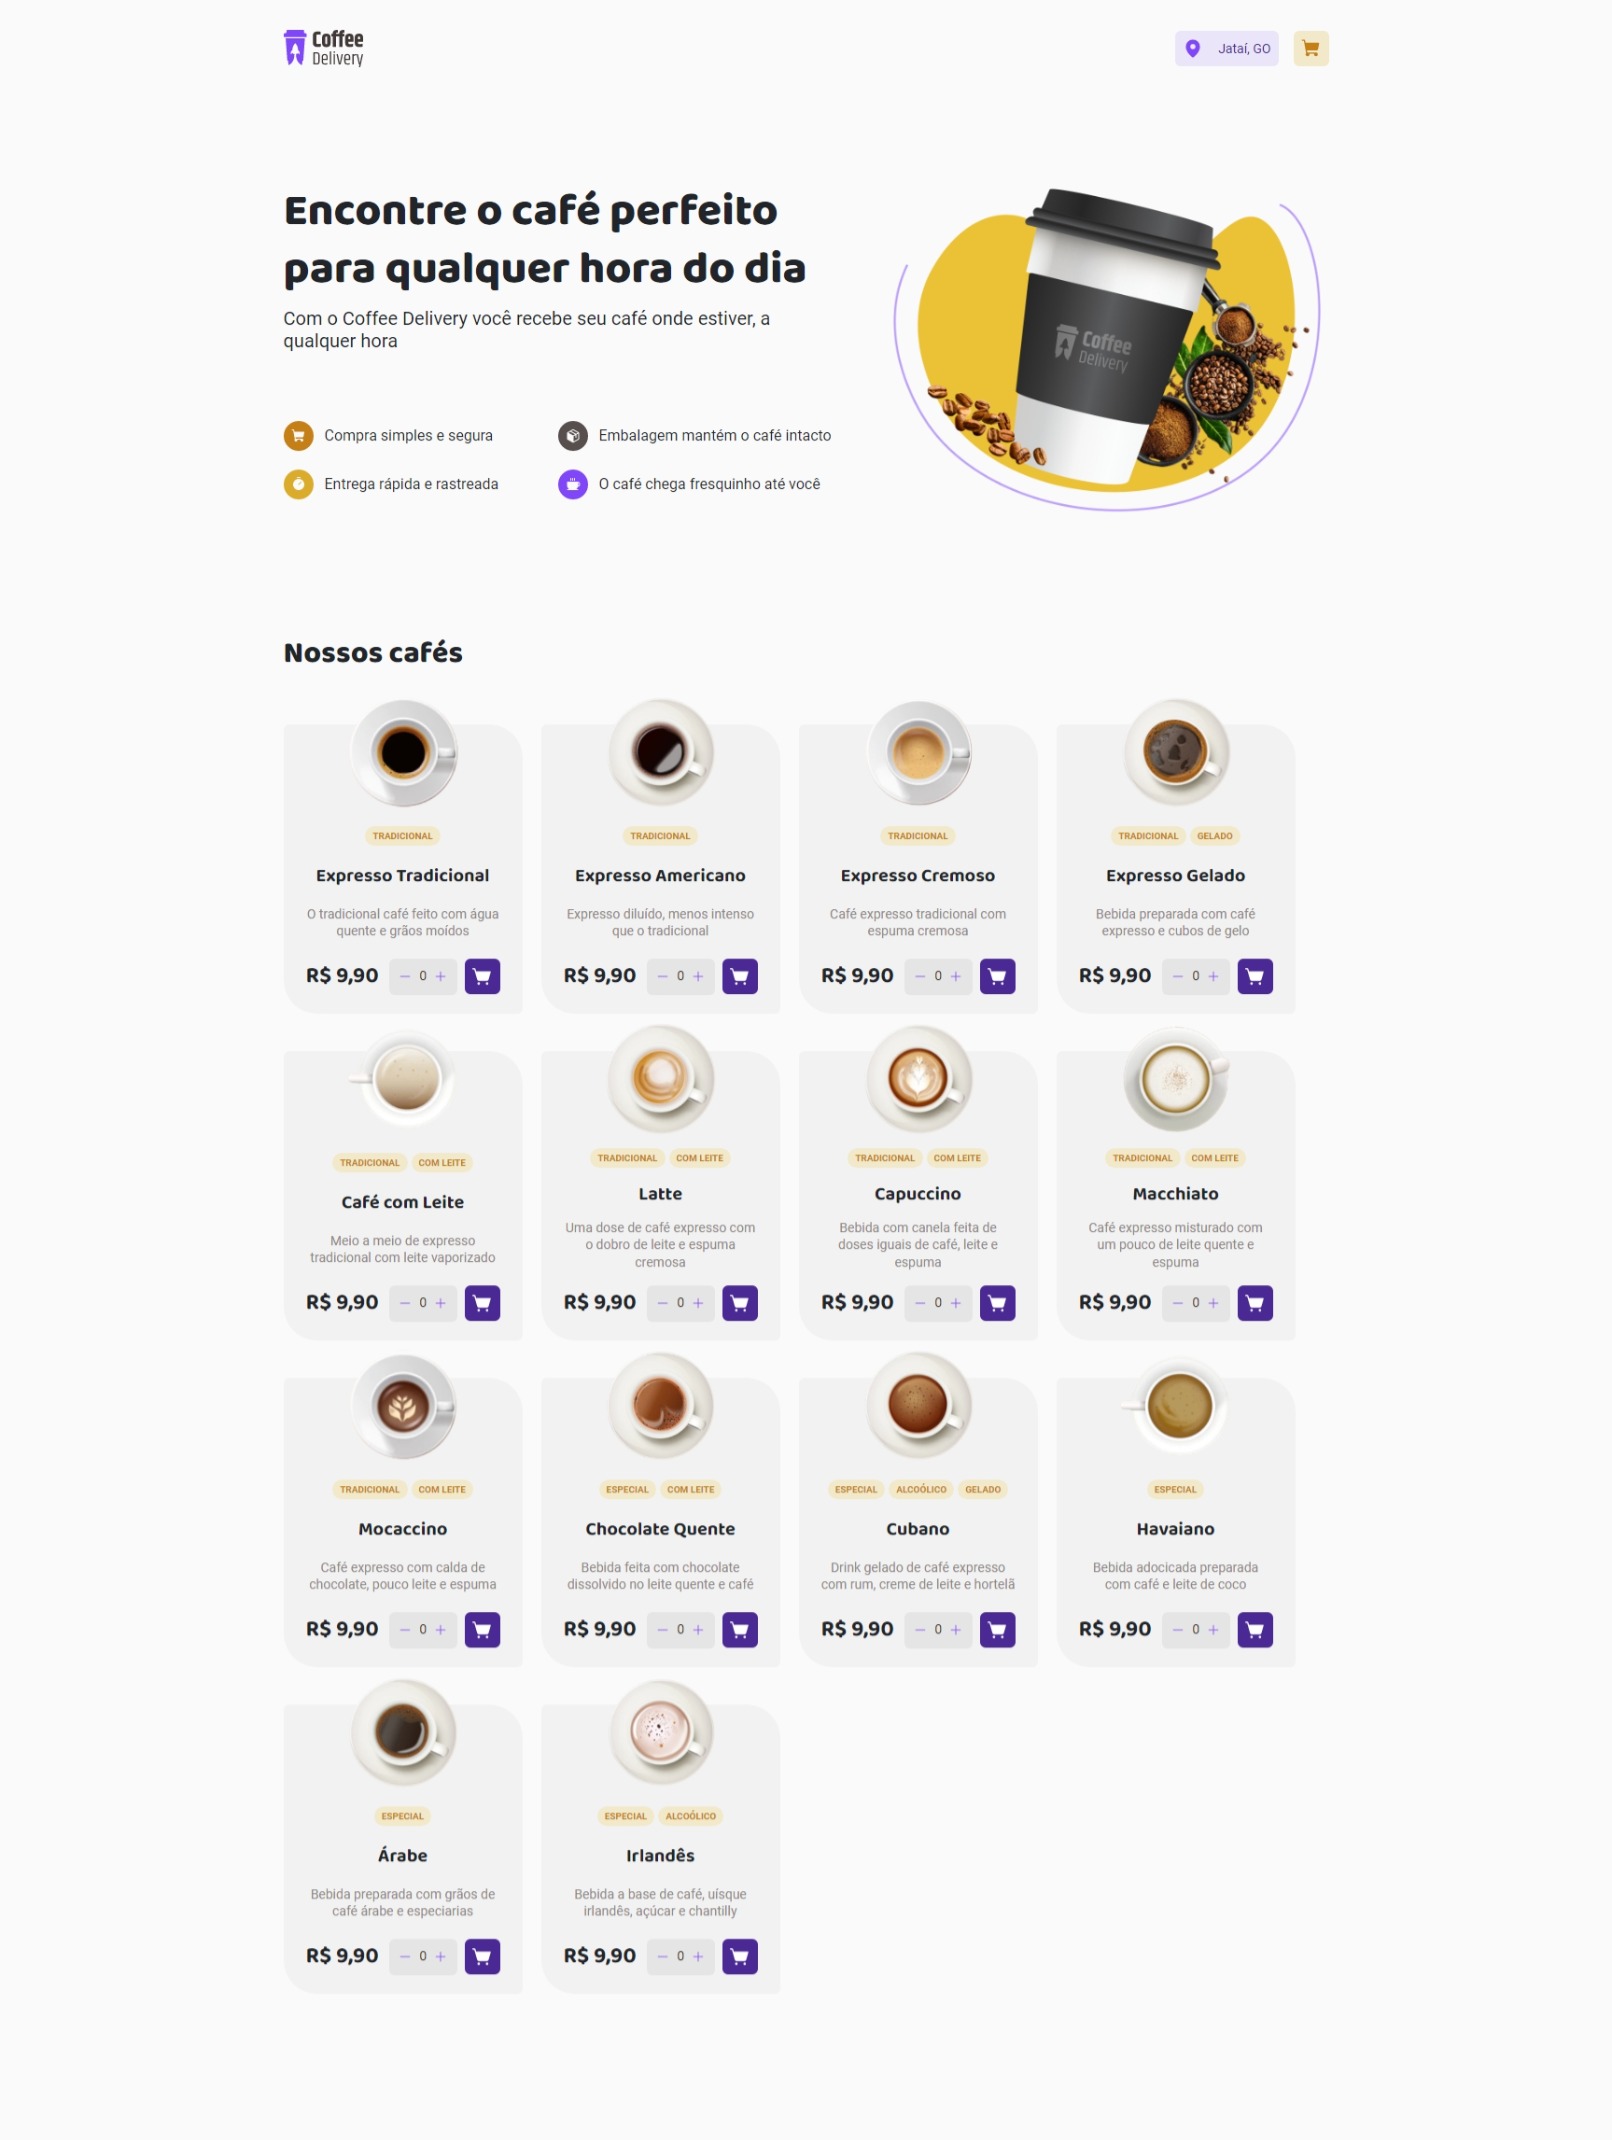 Coffee
Delivery
Jataí, GO
Encontre o café perfeito
para qualquer hora do dia
Com o Coffee Delivery você recebe seu café onde estiver, a
qualquer hora
Coffee
Delivery
Compra simples e segura
Embalagem mantém o café intacto
Entrega rápida e rastreada
O café chega fresquinho até você
Nossos cafés
TRADICIONAL
Expresso Tradicional
O tradicional café feito com água
quente e grãos moídos
R$ 9,90
0
TRADICIONAL
Expresso Americano
Expresso diluído, menos intenso
que o tradicional
R$ 9,90
0
TRADICIONAL
Expresso Cremoso
Café expresso tradicional com
espuma cremosa
R$ 9,90
0
TRADICIONAL GELADO
Expresso Gelado
Bebida preparada com café
expresso e cubos de gelo
R$ 9,90
0
TRADICIONAL COM LEITE
Café com Leite
Meio a meio de expresso
tradicional com leite vaporizado
R$ 9,90
0
TRADICIONAL COM LEITE
Latte
Uma dose de café expresso com
o dobro de leite e espuma
cremosa
R$ 9,90
0
TRADICIONAL COM LEITE
Capuccino
Bebida com canela feita de
doses iguais de café, leite e
espuma
R$ 9,90
0
TRADICIONAL COM LEITE
Macchiato
Café expresso misturado com
um pouco de leite quente e
espuma
R$ 9,90
0
TRADICIONAL COM LEITE
Mocaccino
Café expresso com calda de
chocolate, pouco leite e espuma
R$ 9,90
0
ESPECIAL COM LEITE
Chocolate Quente
Bebida feita com chocolate
dissolvido no leite quente e café
R$ 9,90
0
ESPECIAL ALCOÓLICO GELADO
Cubano
Drink gelado de café expresso
com rum, creme de leite e hortelã
R$ 9,90
0
ESPECIAL
Havaiano
Bebida adocicada preparada
com café e leite de coco
R$ 9,90
0
ESPECIAL
Árabe
Bebida preparada com grãos de
café árabe e especiarias
R$ 9,90
0
ESPECIAL ALCOÓLICO
Irlandês
Bebida a base de café, uísque
irlandês, açúcar e chantilly
R$ 9,90
0